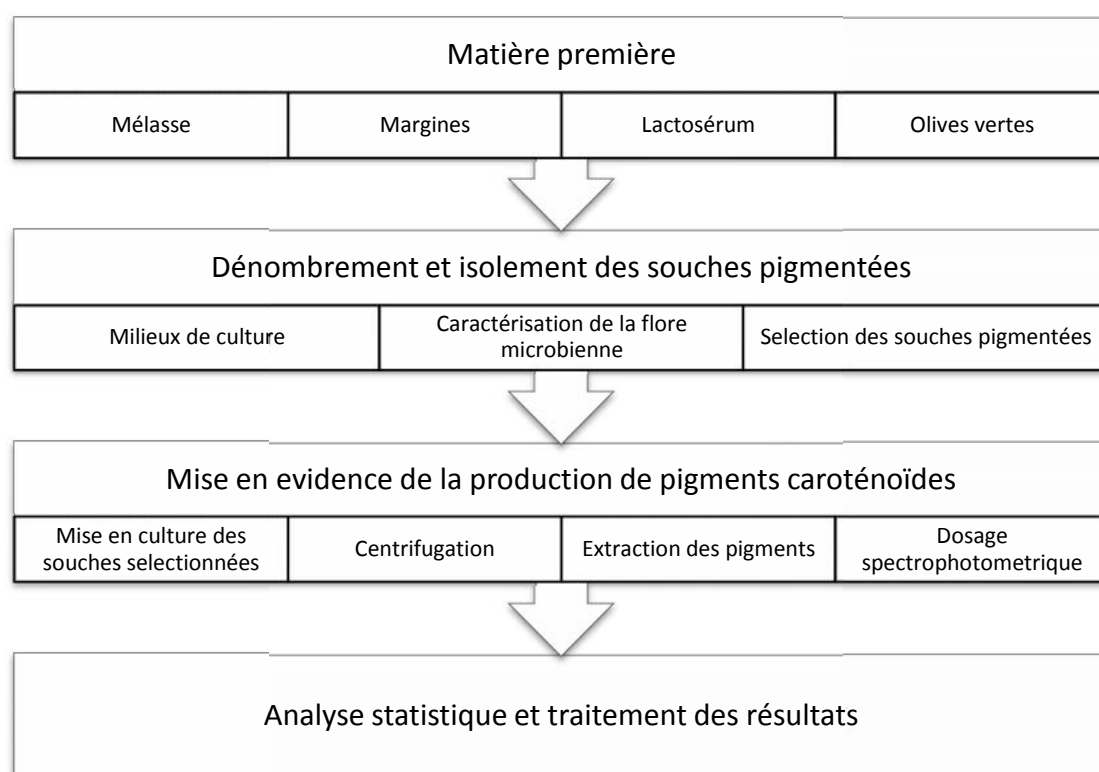 Matière première
Mélasse
Margines
Lactosérum
Olives vertes
Dénombrement et isolement des souches pigmentées
Milieux de culture
Caractérisation de la flore
microbienne
Selection des souches pigmentées
Mise en evidence de la production de pigments caroténoïdes
Mise en culture des
souches selectionnées
Centrifugation
Extraction des pigments
Dosage
spectrophotometrique
Analyse statistique et traitement des résultats